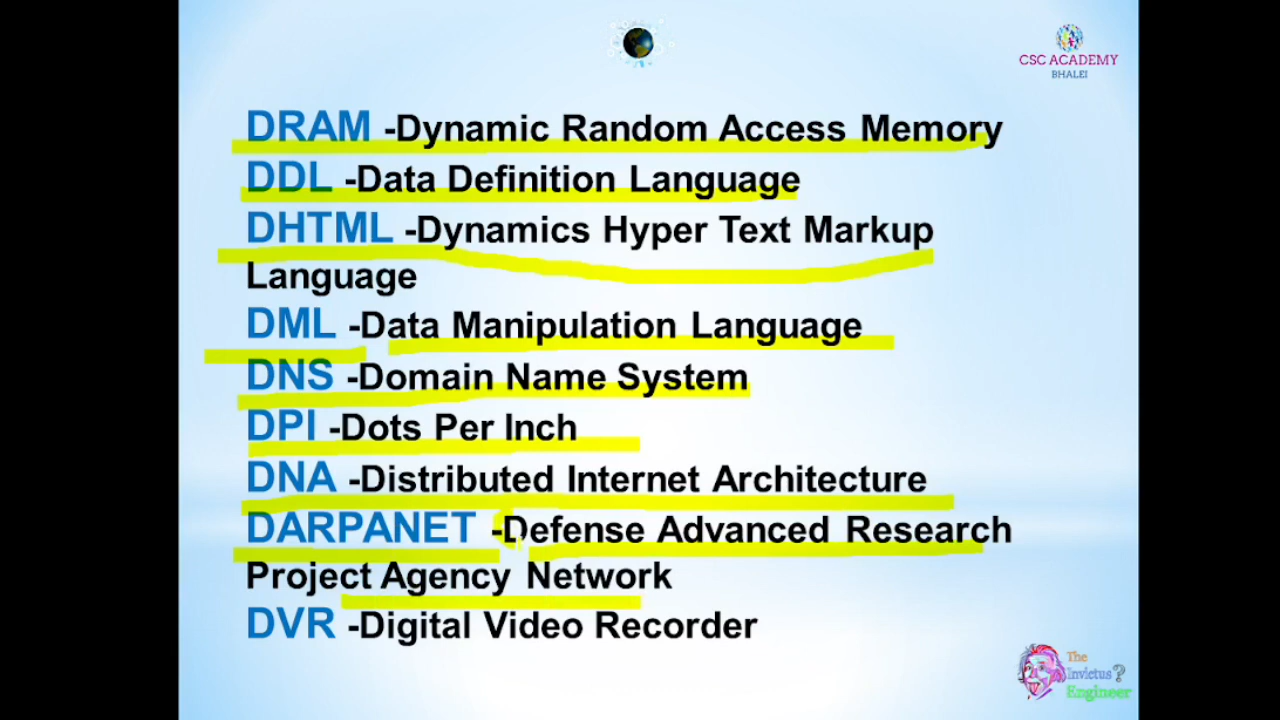 CSC ACADEMY
BHALEI
DRAM -Dynamic Random Access Memory
DDL -Data Definition Language
DHTML -Dynamics Hyper Text Markup
Language
DML -Data Manipulation Language
DNS -Domain Name System
DPI -Dots Per Inch
DNA -Distributed Internet Architecture
DARPANET -Defense Advanced Research
Project Agency Network
DVR -Digital Video Recorder
The
Invictus?
Engineer